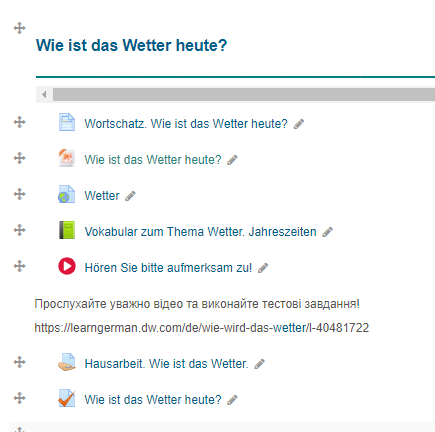 Wie ist das Wetter heute?
Wortschatz. Wie ist das Wetter heute?
Wie ist das Wetter heute?
Wetter
Vokabular zum Thema Wetter. Jahreszeiten
Hören Sie bitte aufmerksam zu!
Прослухайте уважно відео та виконайте тестові завдання!
https://learngerman.dw.com/de/wie-wird-das-wetter/l-40481722
Hausarbeit. Wie ist das Wetter.
Wie ist das Wetter heute?